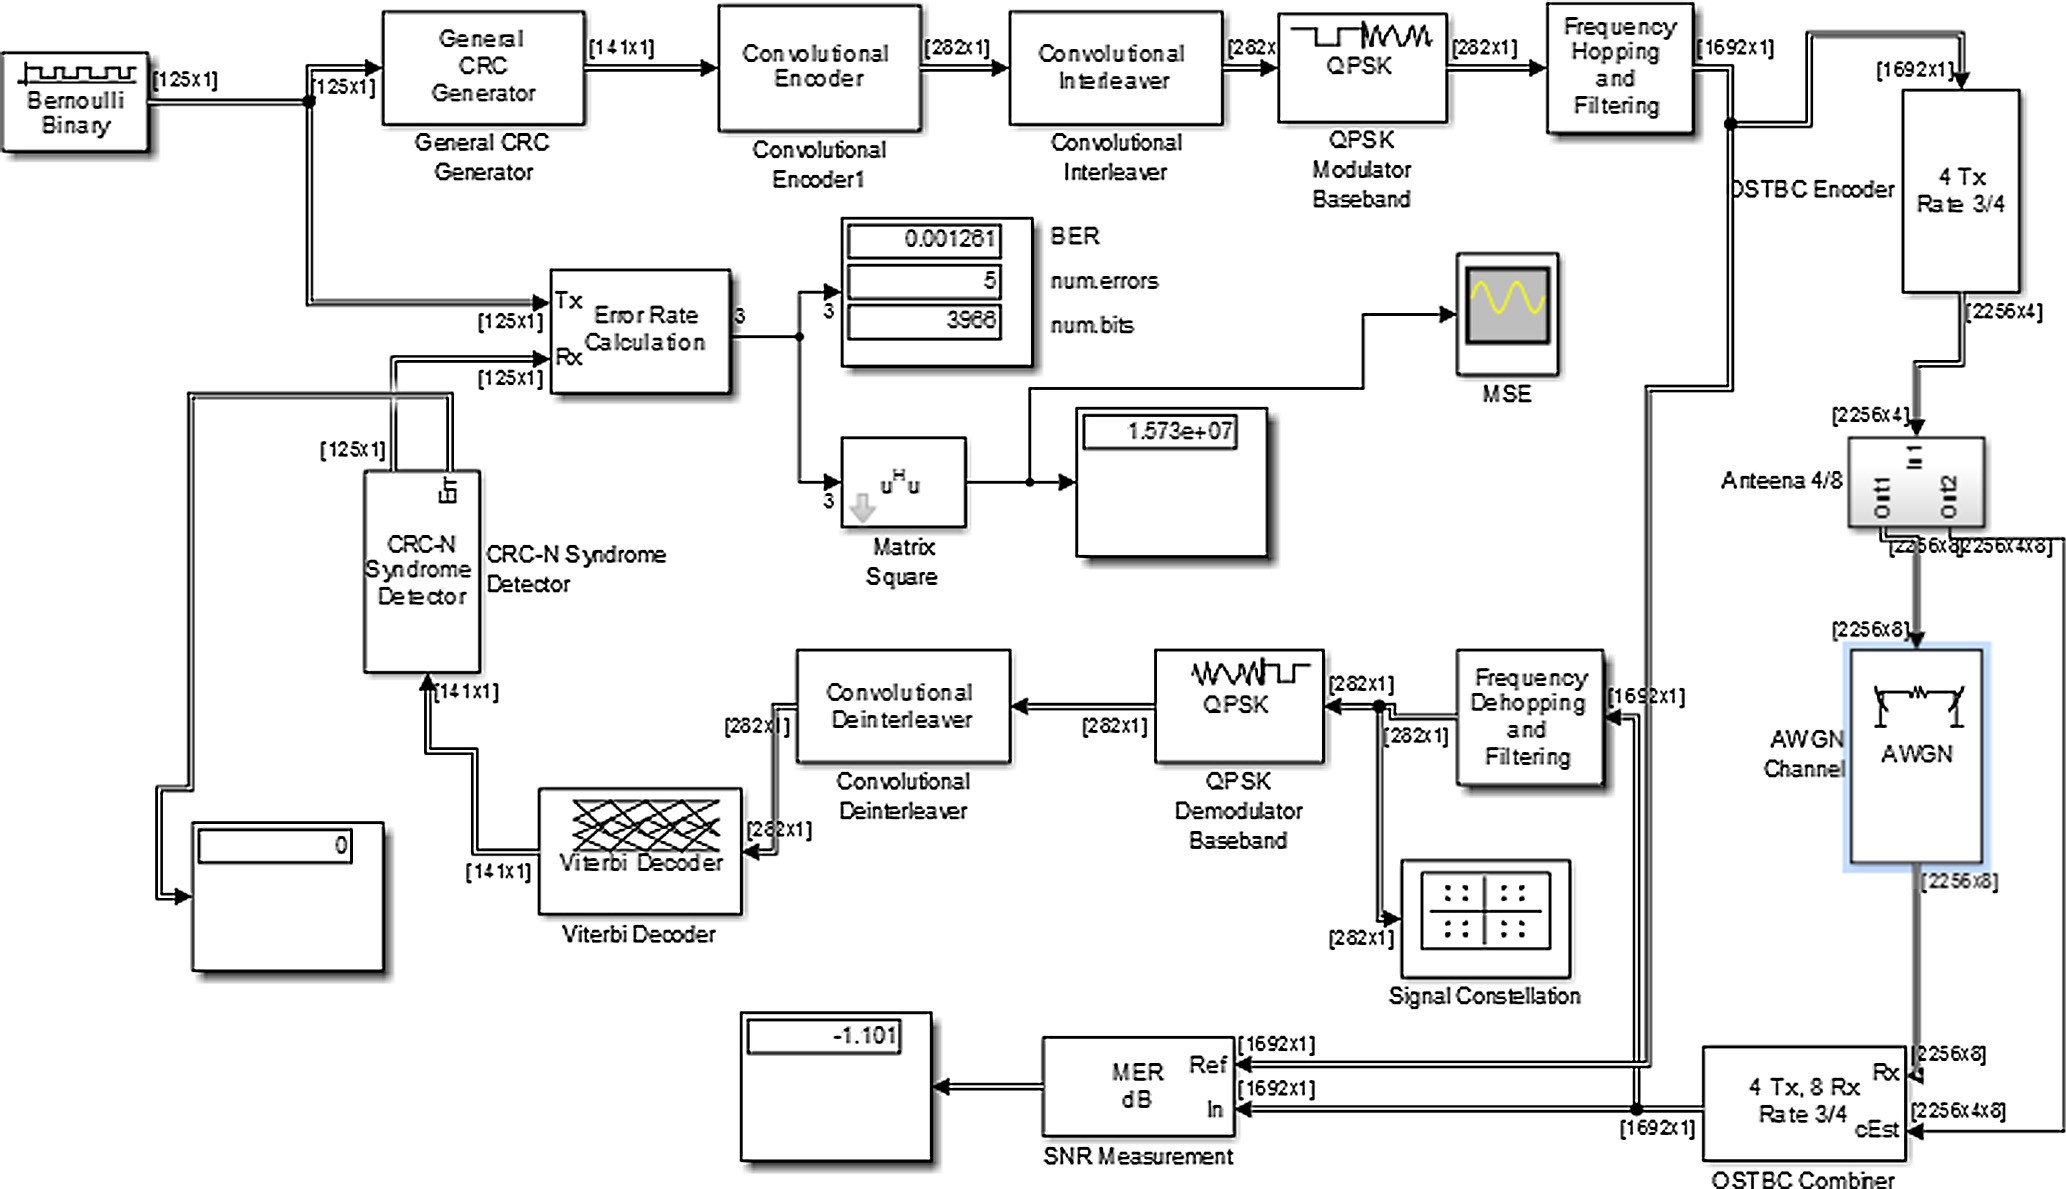 Bernoulli
Binary
[125x1]
[125x1]
General
CRC
Generator
General CRC
Generator
[141x1]
Convolutional
Encoder
Convolutional
Encoder1
[282x1]
Convolutional
Interleaver
Convolutional
Interleaver
[282x
QPSK
QPSK
Modulator
Baseband
[282x1]
Frequency
Hopping
and
Filtering
[1692x1]
[1692x1]
OSTBC Encoder
4 Tx
Rate 3/4
[2256x4]
[2256x4]
Anteena 4/8
In1
Out1
Out2
[2256x8]
[2256x4x8]
[2256x8]
AWGN
Channel
AWGN
[2256x8]
[2256x8]
[2256x4x8]
Rx
cEst
4 Tx, 8 Rx
Rate 3/4
OSTBC Combiner
[1692x1]
[1692x1]
[1692x1]
Ref
In
MER
dB
SNR Measurement
-1.101
[1692x1]
Frequency
Dehopping
and
Filtering
[282x1]
[282x1]
[282x1]
Signal Constellation
QPSK
QPSK
Demodulator
Baseband
[282x1]
Convolutional
Deinterleaver
Convolutional
Deinterleaver
[282x1]
[282x1]
Viterbi Decoder
Viterbi Decoder
[141x1]
[141x1]
CRC-N
Syndrome
Detector
Err
CRC-N Syndrome
Detector
[125x1]
0
[125x1]
[125x1]
Tx
Rx
Error Rate
Calculation
3
3
3
0.001261
5
3966
BER
num.errors
num.bits
u^H u
Matrix
Square
1.573e+07
MSE